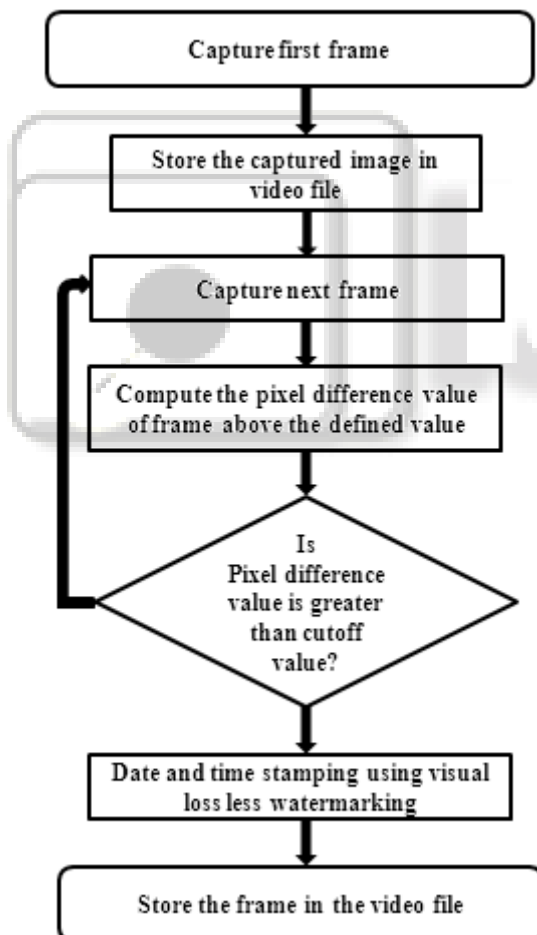 Capture first frame
Store the captured image in
video file
Capture next frame
Compute the pixel difference value
of frame above the defined value
Is
Pixel difference
value is greater
than cutoff
value?
Date and time stamping using visual
loss less watermarking
Store the frame in the video file